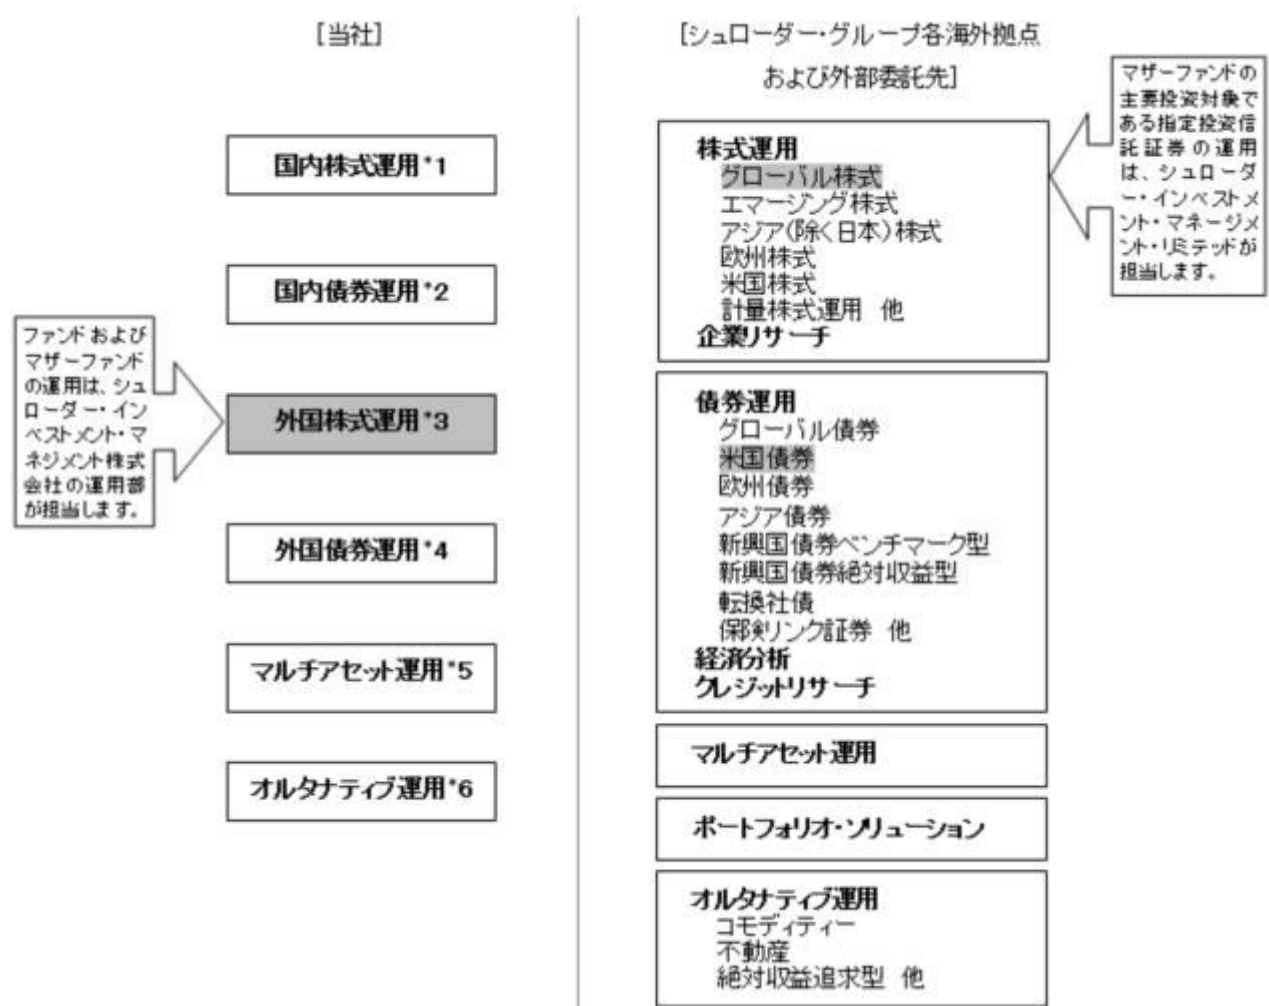 [当社]
国内株式運用*1
国内債券運用*2
ファンドおよび
マザーファンド
の運用は、シュ
ローダー・イン
ベストメント・マ
ネジメント株式
会社の運用部
が担当します。
外国株式運用*3
外国債券運用*4
マルチアセット運用*5
オルタナティブ運用*6
[シュローダー・グループ各海外拠点
および外部委託先]
マザーファンドの
主要投資対象で
ある指定投資信
託証券の運用
は、シュローダ
ー・インベストメ
ント・マネージメ
ント・リミテッドが
担当します。
株式運用
グローバル株式
エマージング株式
アジア(除く日本)株式
欧州株式
米国株式
計量株式運用 他
企業リサーチ
債券運用
グローバル債券
米国債券
欧州債券
アジア債券
新興国債券ベンチマーク型
新興国債券絶対収益型
転換社債
保険リンク証券 他
経済分析
クレジットリサーチ
マルチアセット運用
ポートフォリオ・ソリューション
オルタナティブ運用
コモディティー
不動産
絶対収益追求型 他